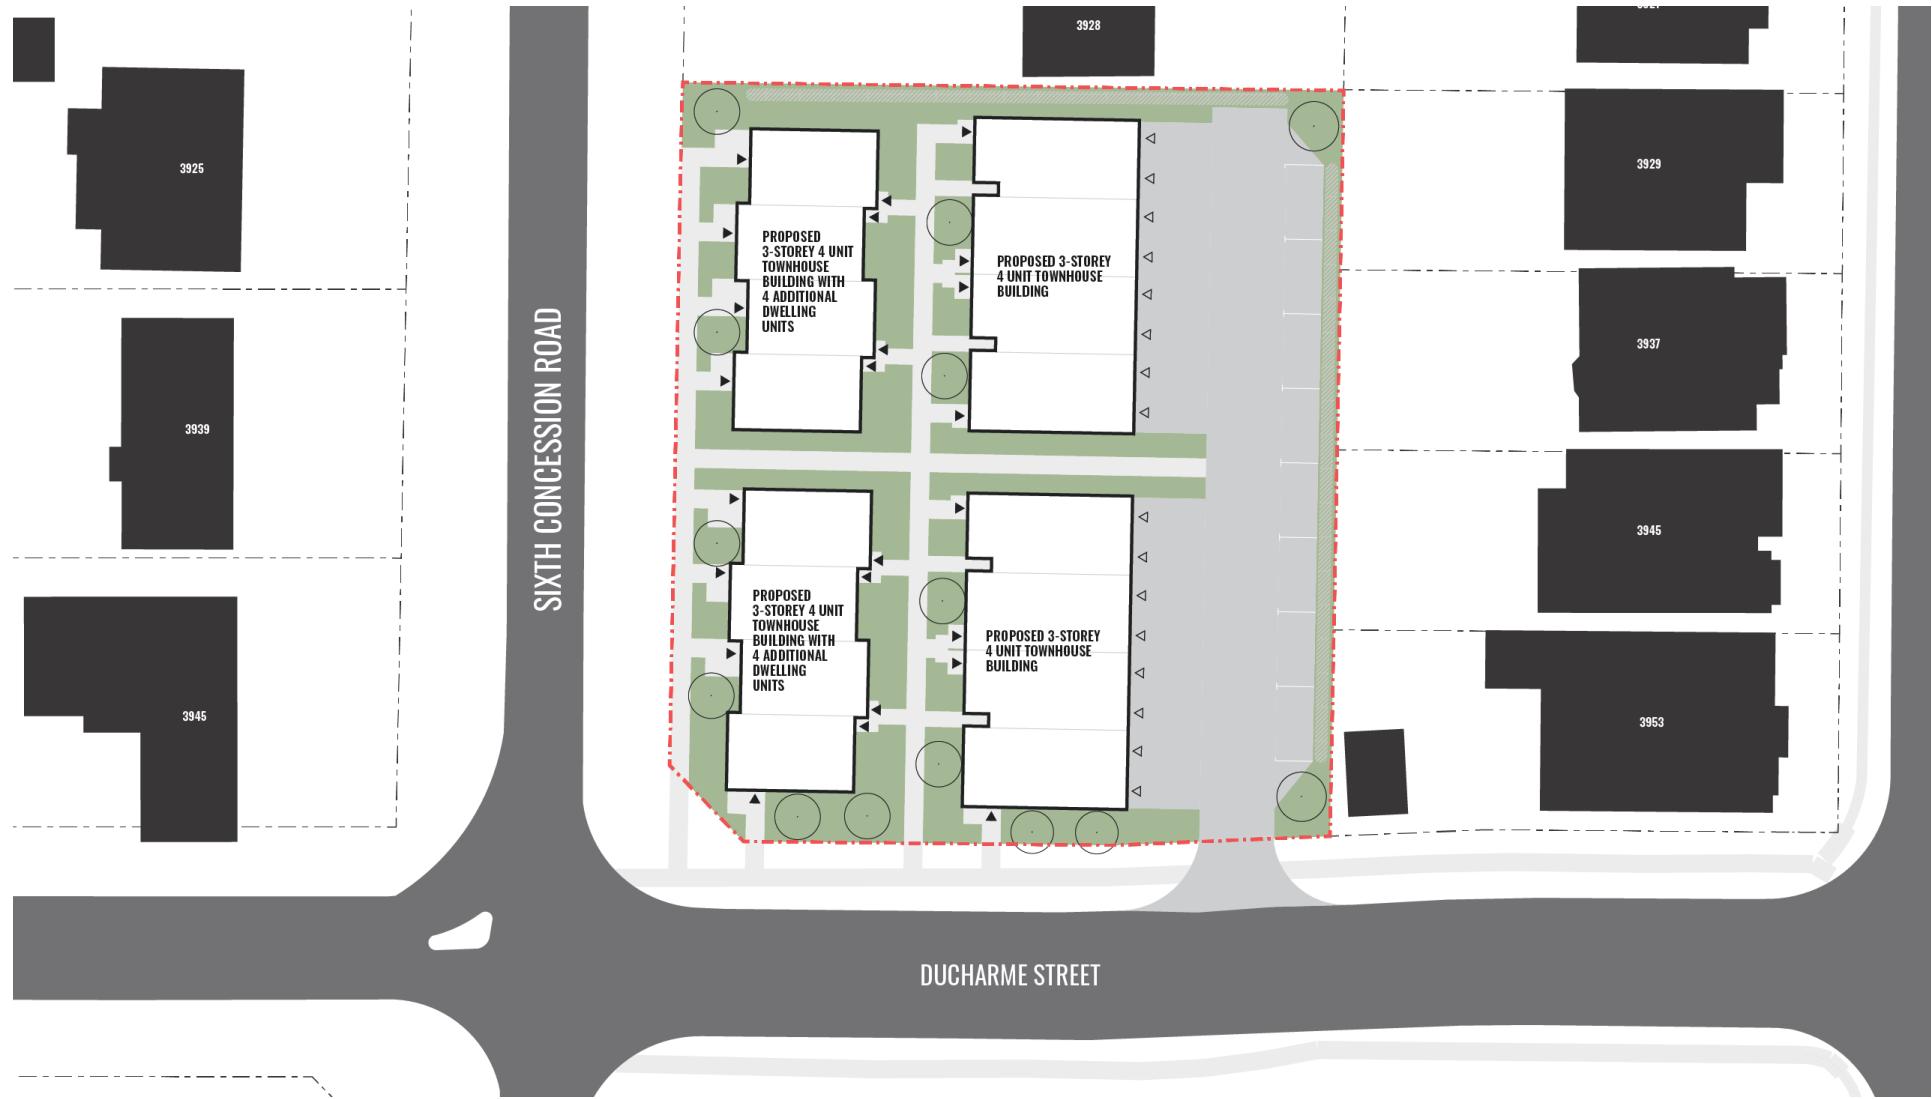 3928
3925
3929
PROPOSED
3-STOREY 4 UNIT
TOWNHOUSE
BUILDING WITH
4 ADDITIONAL
DWELLING
UNITS
PROPOSED 3-STOREY
4 UNIT TOWNHOUSE
BUILDING
3937
3939
SIXTH CONCESSION ROAD
3945
PROPOSED
3-STOREY 4 UNIT
TOWNHOUSE
BUILDING WITH
4 ADDITIONAL
DWELLING
UNITS
PROPOSED 3-STOREY
4 UNIT TOWNHOUSE
BUILDING
3945
3953
DUCHARME STREET